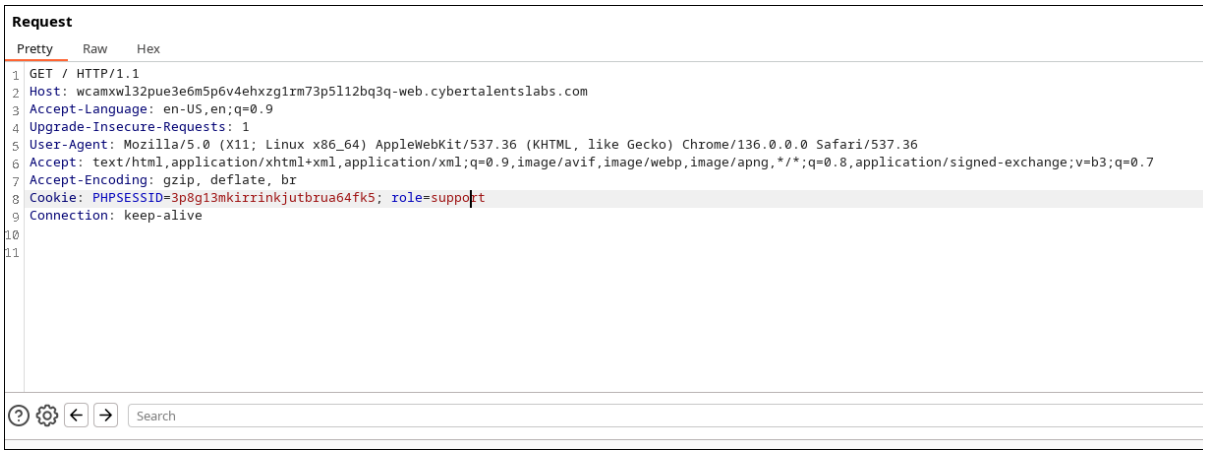 Request
Pretty Raw Hex
1 GET / HTTP/1.1
2 Host: wcamxwl32pue3e6m5p6v4ehxzg1rm73p5l12bq3q-web.cybertalentslabs.com
3 Accept-Language: en-US,en;q=0.9
4 Upgrade-Insecure-Requests: 1
5 User-Agent: Mozilla/5.0 (X11; Linux x86_64) AppleWebKit/537.36 (KHTML, like Gecko) Chrome/136.0.0.0 Safari/537.36
6 Accept: text/html,application/xhtml+xml,application/xml;q=0.9,image/avif,image/webp,image/apng,*/*;q=0.8,application/signed-exchange;v=b3;q=0.7
7 Accept-Encoding: gzip, deflate, br
8 Cookie: PHPSESSID=3p8g13mkirrinkjutbrua64fk5; role=support
9 Connection: keep-alive
10
11
Search